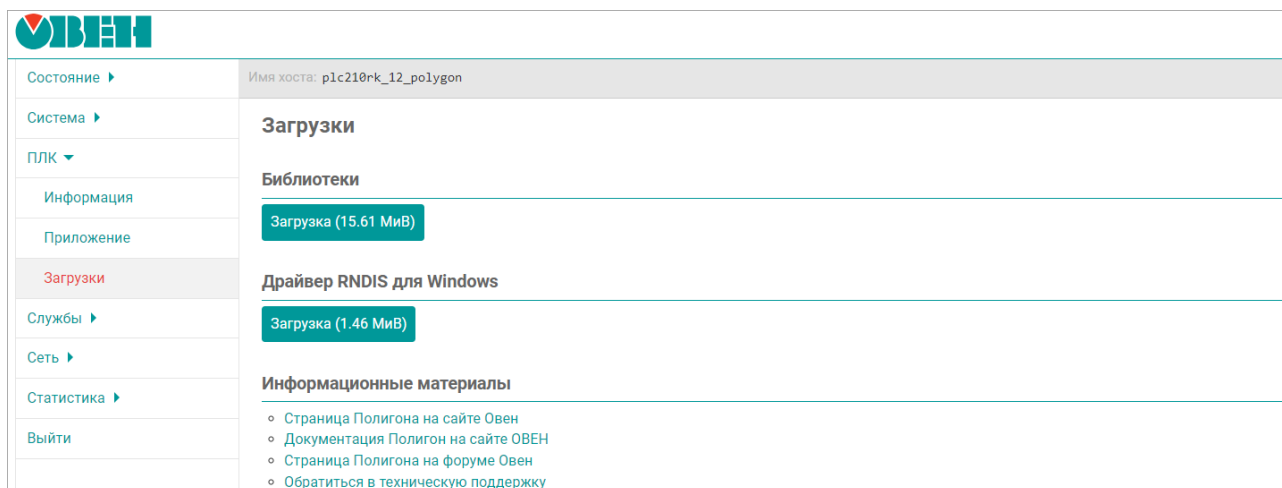 ОВЕН
Состояние
Имя хоста: plc210rk_12_polygon
Система
Загрузки
ПЛК
Библиотеки
Информация
Загрузка (15.61 МиВ)
Приложение
Загрузки
Драйвер RNDIS для Windows
Службы
Загрузка (1.46 МиВ)
Сеть
Статистика
Информационные материалы
Страница Полигона на сайте Овен
Выйти
Документация Полигон на сайте ОВЕН
Страница Полигона на форуме Овен
Обратиться в техническую поддержку